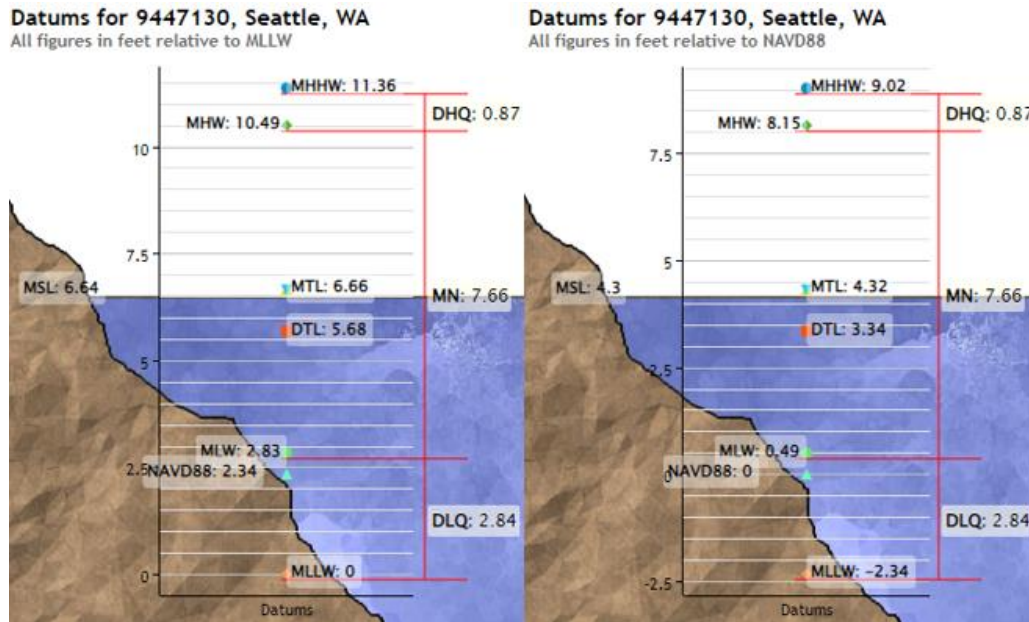 Datums for 9447130, Seattle, WA
All figures in feet relative to MLLW
MHHW: 11.36
DHQ: 0.87
MHW: 10.49
10
7.5
MSL: 6.64
MTL: 6.66
MN: 7.66
DTL: 5.68
5
MLW: 2.83
2.5
NAVD88: 2.34
DLQ: 2.84
0
MLLW: 0
Datums
Datums for 9447130, Seattle, WA
All figures in feet relative to NAVD88
MHHW: 9.02
DHQ: 0.87
MHW: 8.15
7.5
5
MSL: 4.3
MTL: 4.32
MN: 7.66
DTL: 3.34
2.5
MLW: 0.49
NAVD88: 0
0
DLQ: 2.84
MLLW: −2.34
-2.5
Datums